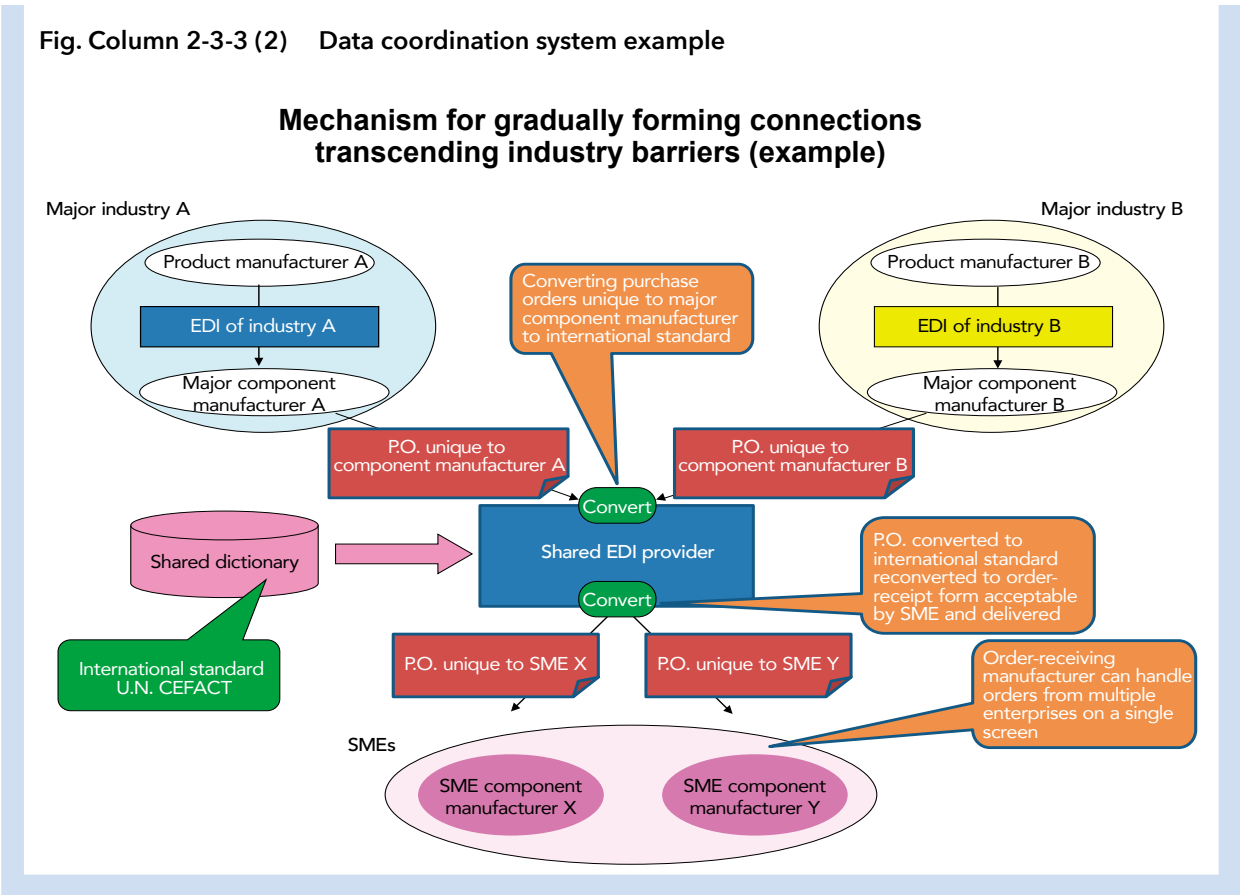 Fig. Column 2-3-3 (2) Data coordination system example
Mechanism for gradually forming connections
transcending industry barriers (example)
Major industry A
Major industry B
Product manufacturer A
EDI of industry A
Major component
manufacturer A
Converting purchase
orders unique to major
component manufacturer
to international standard
Product manufacturer B
EDI of industry B
Major component
manufacturer B
P.O. unique to
component manufacturer A
P.O. unique to
component manufacturer B
Convert
Shared dictionary
Shared EDI provider
P.O. converted to
international standard
reconverted to order-
receipt form acceptable
by SME and delivered
Convert
International standard
U.N. CEFACT
P.O. unique to SME X
P.O. unique to SME Y
Order-receiving
manufacturer can handle
orders from multiple
enterprises on a single
screen
SMEs
SME component
manufacturer X
SME component
manufacturer Y